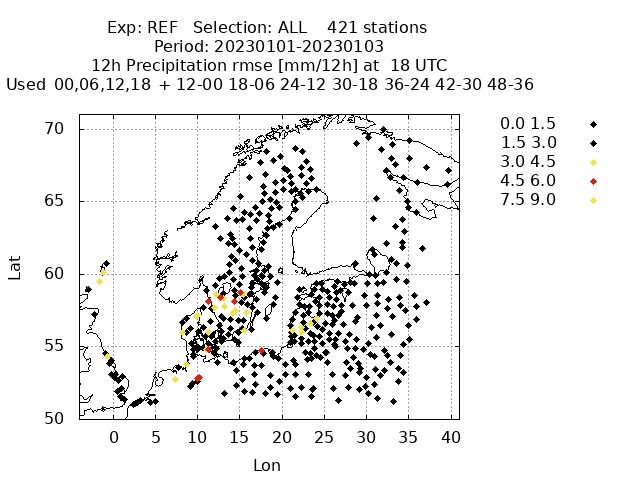 Exp: REF Selection: ALL 421 stations
Period: 20230101-20230103
12h Precipitation rmse [mm/12h] at 18 UTC
Used 00,06,12,18 + 12-00 18-06 24-12 30-18 36-24 42-30 48-36
0.0 1.5
1.5 3.0
3.0 4.5
4.5 6.0
7.5 9.0
Lat
70
65
60
55
50
0 5 10 15 20 25 30 35 40
Lon